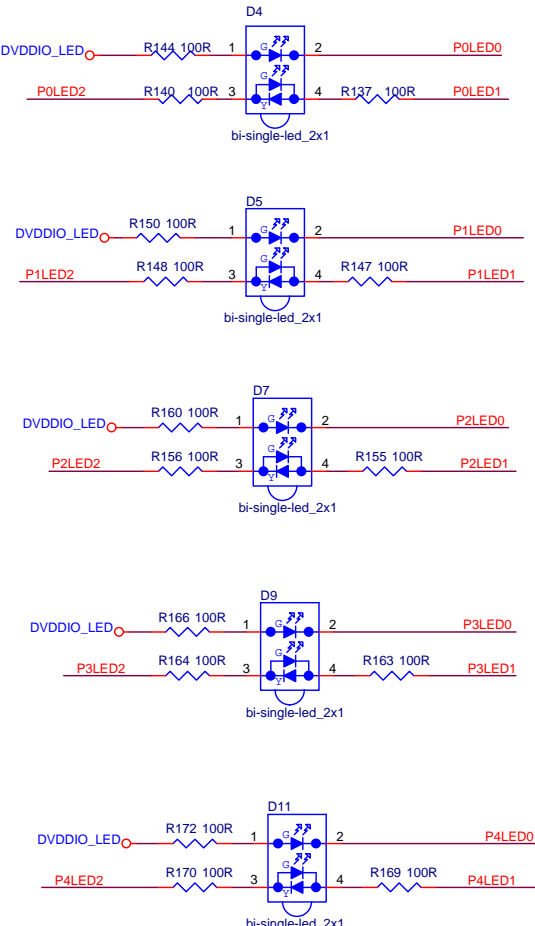 D4
DVDDIO_LED R144 100R 1 G 2 P0LED0
P0LED2 R140 100R 3 G Y 4 R137 100R P0LED1
bi-single-led_2x1
D5
DVDDIO_LED R150 100R 1 G 2 P1LED0
P1LED2 R148 100R 3 G Y 4 R147 100R P1LED1
bi-single-led_2x1
D7
DVDDIO_LED R160 100R 1 G 2 P2LED0
P2LED2 R156 100R 3 G Y 4 R155 100R P2LED1
bi-single-led_2x1
D9
DVDDIO_LED R166 100R 1 G 2 P3LED0
P3LED2 R164 100R 3 G Y 4 R163 100R P3LED1
bi-single-led_2x1
D11
DVDDIO_LED R172 100R 1 G 2 P4LED0
P4LED2 R170 100R 3 G Y 4 R169 100R P4LED1
bi-single-led_2x1